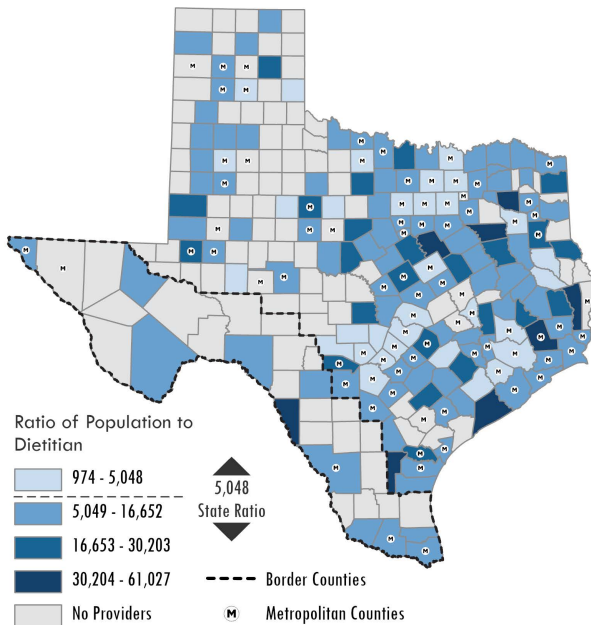 Ratio of Population to
Dietitian
974 - 5,048
5,049 - 16,652
16,653 - 30,203
30,204 - 61,027
No Providers
5,048
State Ratio
Border Counties
M Metropolitan Counties